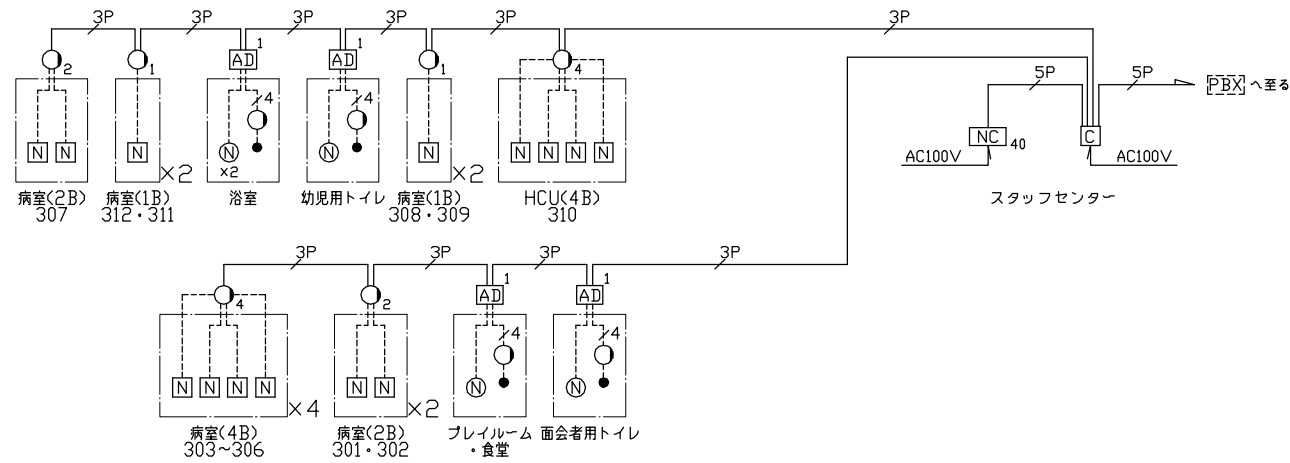 3P 3P 3P 3P 3P 3P
2 1 AD 1 AD 1 1 4
5P 5P PBX へ至る
4 4
NC 40 C
N N N N N N N N N N
×2 ×2 ×2
AC100V AC100V
病室(2B) 病室(1B) 浴室 幼児用トイレ 病室(1B) HCU(4B) スタッフセンター
307 312・311 308・309 310
3P 3P 3P 3P
4 2 AD 1 AD 1
4 4
N N N N N N N N
×4 ×2
病室(4B) 病室(2B) プレイルーム 面会者用トイレ
303~306 301・302 ・食堂